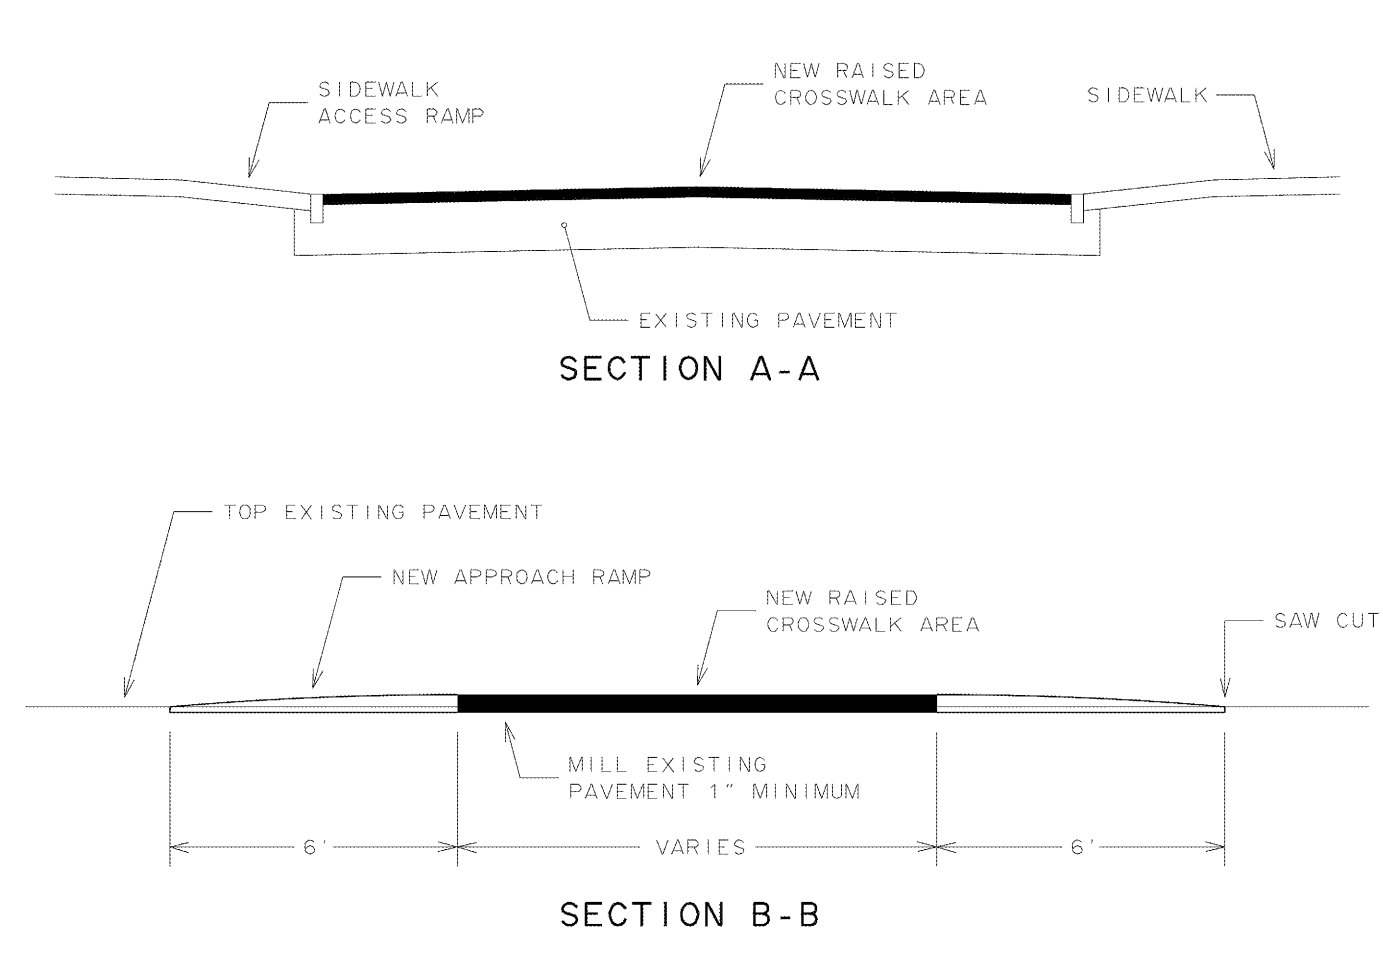 SIDEWALK
ACCESS RAMP
NEW RAISED
CROSSWALK AREA
SIDEWALK
EXISTING PAVEMENT
SECTION A-A
TOP EXISTING PAVEMENT
NEW APPROACH RAMP
NEW RAISED
CROSSWALK AREA
SAW CUT
MILL EXISTING
PAVEMENT 1" MINIMUM
6'
VARIES
6'
SECTION B-B